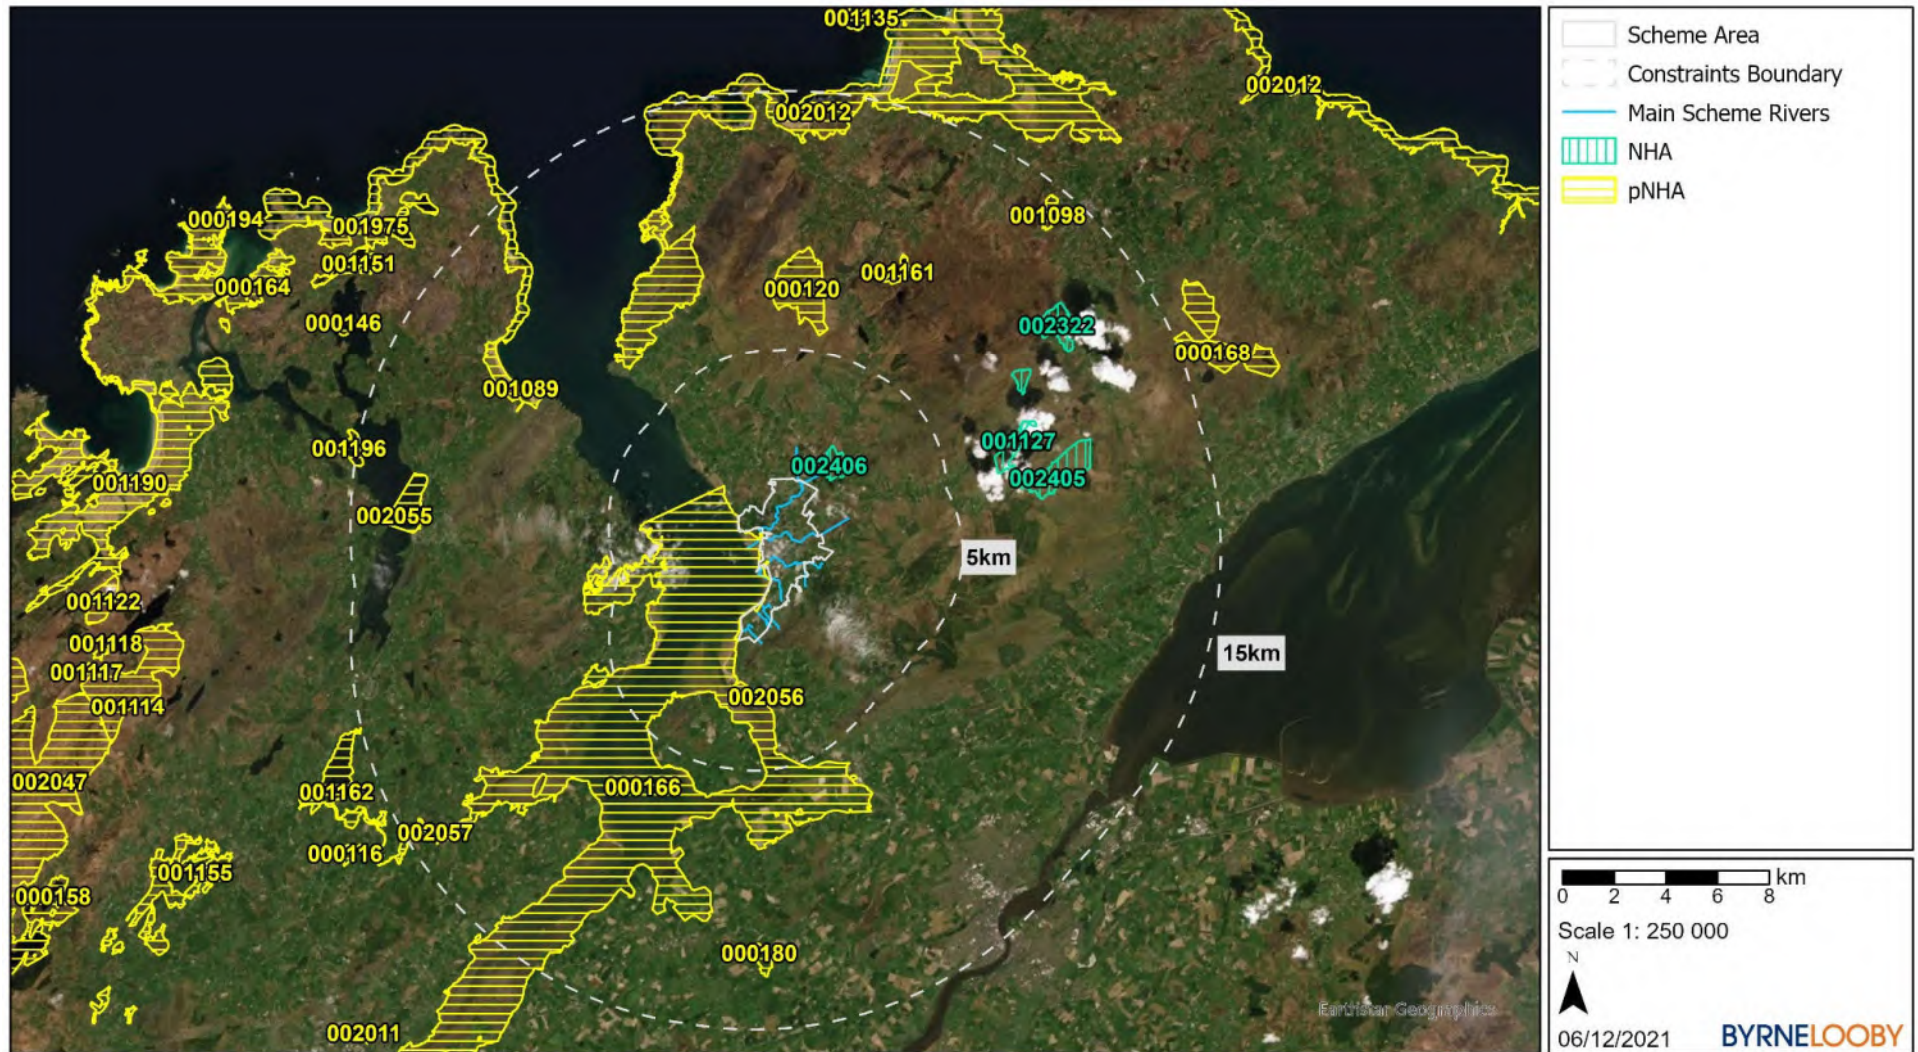 001135
002012
002012
000194
001975
001098
001151
001161
000164
000120
000146
002322
000168
001089
001196
001127
002406
002405
001190
002055
5km
001122
001118
15km
001117
002056
001114
002047
000166
001162
002057
000116
001155
000158
000180
002011
Earthstar Geographics
Scheme Area
Constraints Boundary
Main Scheme Rivers
NHA
pNHA
km
0 2 4 6 8
Scale 1: 250 000
N
06/12/2021
BYRNELOOBY